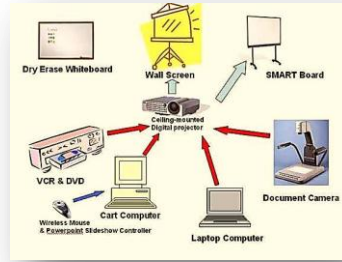 Dry Erase Whiteboard
Wall Screen
SMART Board
Ceiling-mounted
Digital projector
VCR & DVD
Cart Computer
Document Camera
Wireless Mouse
& Powerpoint Slideshow Controller
Laptop Computer